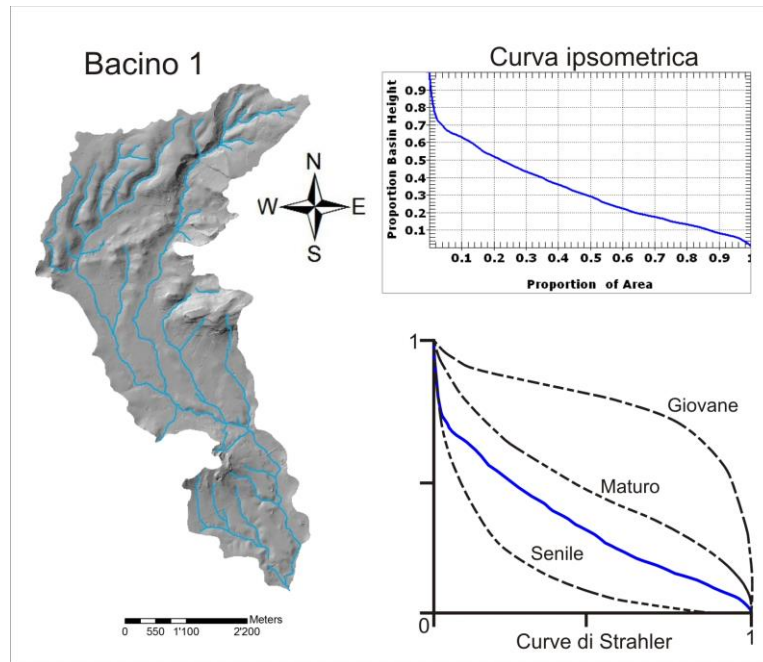 Bacino 1
N
W E
S
Meters
0 550 1'100 2'200
Curva ipsometrica
Proportion Basin Height
0.9
0.8
0.7
0.6
0.5
0.4
0.3
0.2
0.1
0.1 0.2 0.3 0.4 0.5 0.6 0.7 0.8 0.9 1
Proportion of Area
1
Giovane
Maturo
Senile
0 1
Curve di Strahler